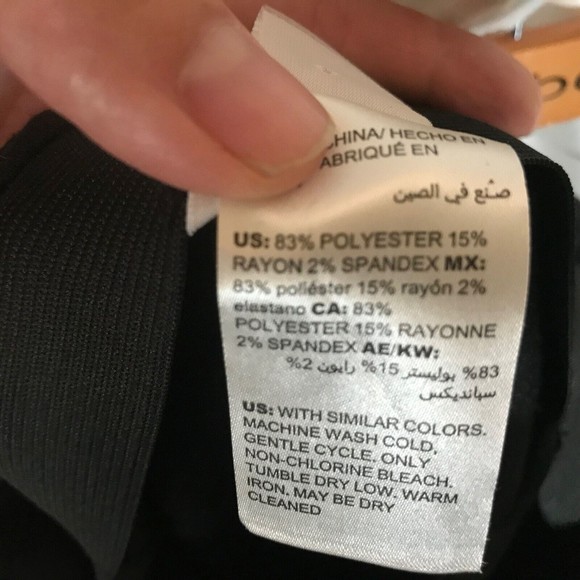 HINA/ HECHO EN
ABRIQUÉ EN
صنع في الصين
US: 83% POLYESTER 15%
RAYON 2% SPANDEX MX:
83% poliéster 15% rayón 2%
elastano CA: 83%
POLYESTER 15% RAYONNE
2% SPANDEX AE/KW:
83% بوليستر 15% رايون 2%
سبانديكس
US: WITH SIMILAR COLORS.
MACHINE WASH COLD,
GENTLE CYCLE. ONLY
NON-CHLORINE BLEACH.
TUMBLE DRY LOW. WARM
IRON. MAY BE DRY
CLEANED